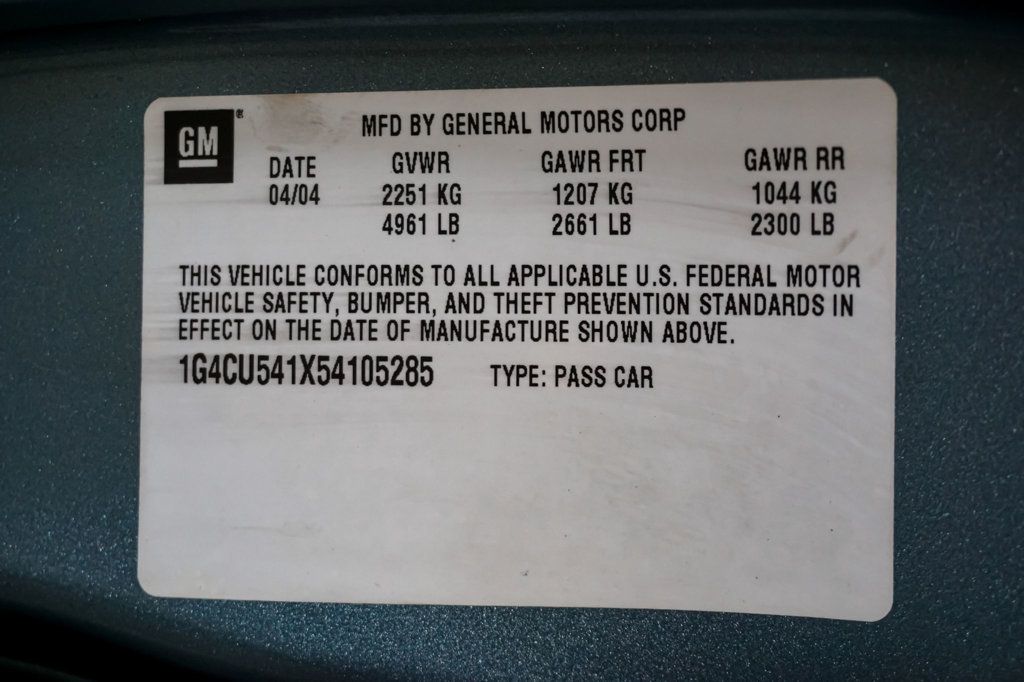 GM®
MFD BY GENERAL MOTORS CORP
DATE GVWR GAWR FRT GAWR RR
04/04 2251 KG 1207 KG 1044 KG
4961 LB 2661 LB 2300 LB
THIS VEHICLE CONFORMS TO ALL APPLICABLE U.S. FEDERAL MOTOR
VEHICLE SAFETY, BUMPER, AND THEFT PREVENTION STANDARDS IN
EFFECT ON THE DATE OF MANUFACTURE SHOWN ABOVE.
1G4CU541X54105285 TYPE: PASS CAR